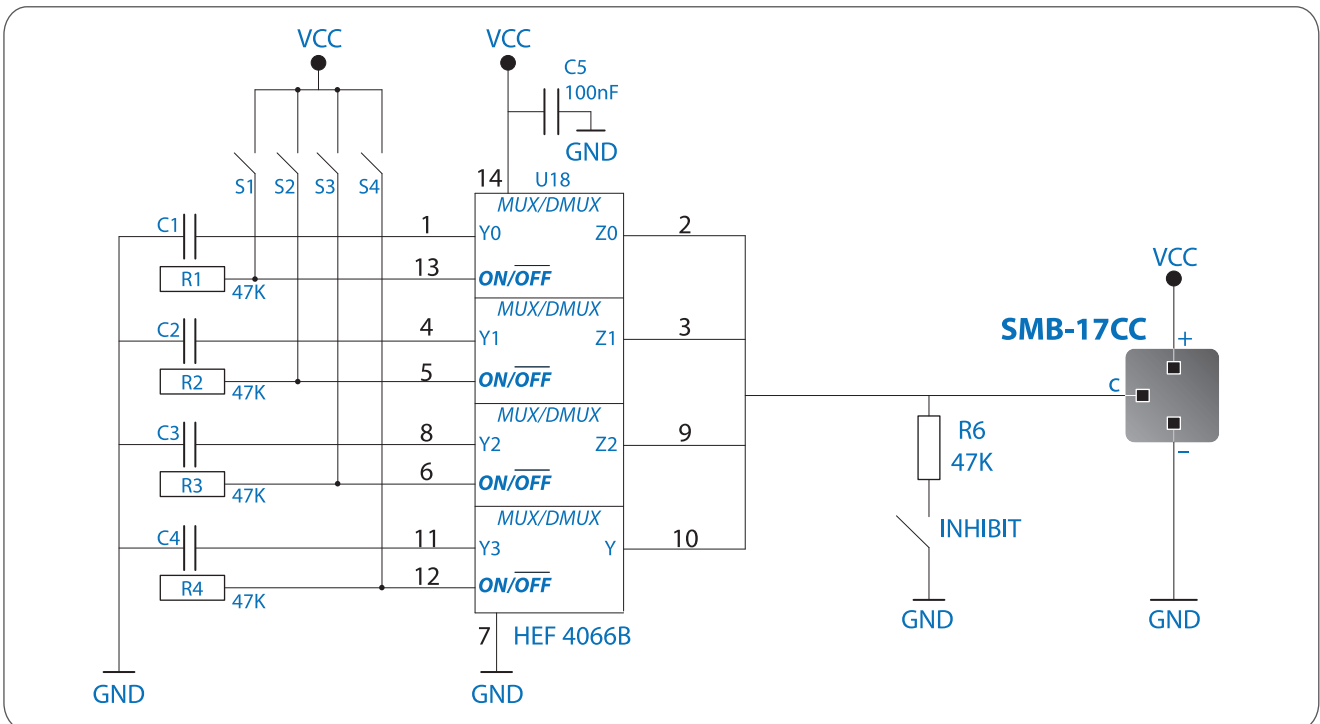 VCC
VCC
C5
100nF
GND
S1
S2
S3
S4
14
U18
MUX/DMUX
C1
1
Y0
Z0
2
R1
47K
13
ON/OFF
MUX/DMUX
C2
4
Y1
Z1
3
R2
47K
5
ON/OFF
MUX/DMUX
C3
8
Y2
Z2
9
R3
47K
6
ON/OFF
MUX/DMUX
C4
11
Y3
Y
10
R4
47K
12
ON/OFF
7
HEF 4066B
GND
GND
VCC
SMB-17CC
+
C
−
R6
47K
INHIBIT
GND
GND